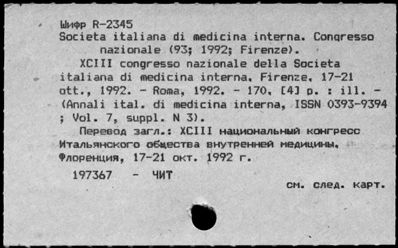 Шифр R-2345
Societa italiana di medicina interna. Congresso
nazionale (93; 1992; Firenze).
XCIII congresso nazionale della Societa
italiana di medicina interna, Firenze, 17-21
ott., 1992. - Roma, 1992. - 170, [4] p. : ill. -
(Annali ital. di medicina interna, ISSN 0393-9394
; Vol. 7, suppl. N 3).
Перевод загл.: XCIII национальный конгресс
Итальянского общества внутренней медицины,
Флоренция, 17-21 окт. 1992 г.
197367 - ЧИТ
см. след. карт.